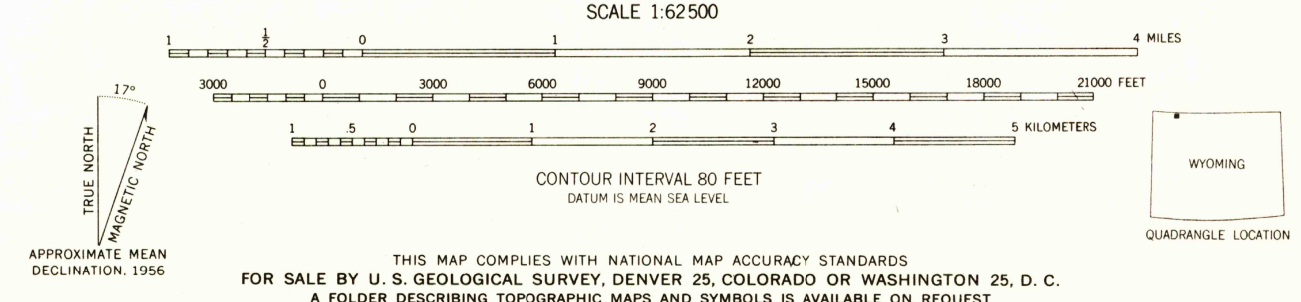 SCALE 1:62500
1 ½ 0 1 2 3 4 MILES
3000 0 3000 6000 9000 12000 15000 18000 21000 FEET
1 .5 0 1 2 3 4 5 KILOMETERS
CONTOUR INTERVAL 80 FEET
DATUM IS MEAN SEA LEVEL
17°
TRUE NORTH
MAGNETIC NORTH
APPROXIMATE MEAN
DECLINATION, 1956
WYOMING
QUADRANGLE LOCATION
THIS MAP COMPLIES WITH NATIONAL MAP ACCURACY STANDARDS
FOR SALE BY U. S. GEOLOGICAL SURVEY, DENVER 25, COLORADO OR WASHINGTON 25, D. C.
A FOLDER DESCRIBING TOPOGRAPHIC MAPS AND SYMBOLS IS AVAILABLE ON REQUEST